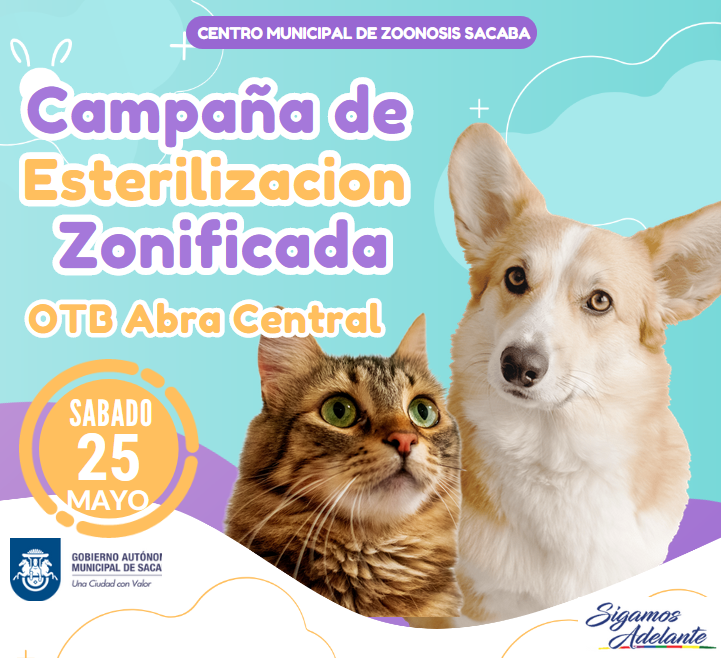 CENTRO MUNICIPAL DE ZOONOSIS SACABA
Campaña de
Esterilizacion
Zonificada
OTB Abra Central
SABADO
25
MAYO
GOBIERNO AUTÓNOM
MUNICIPAL DE SACA
Una Ciudad con Valor
Sigamos
Adelante